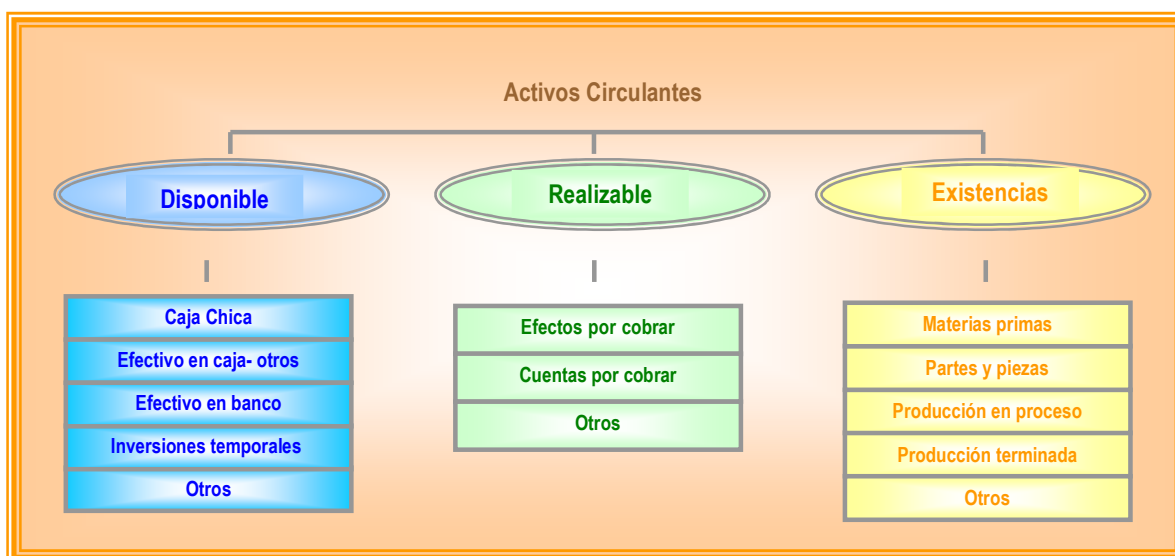 Activos Circulantes
Disponible
Realizable
Existencias
Caja Chica
Efectivo en caja- otros
Efectivo en banco
Inversiones temporales
Otros
Efectos por cobrar
Cuentas por cobrar
Otros
Materias primas
Partes y piezas
Producción en proceso
Producción terminada
Otros